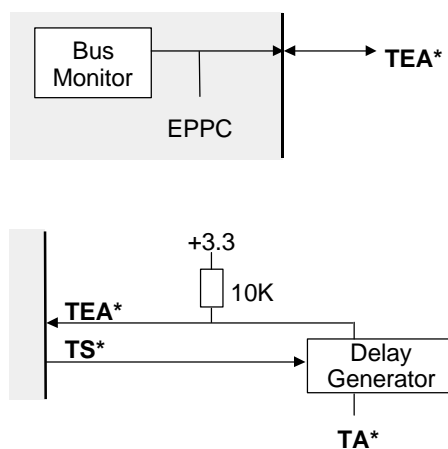 Bus
Monitor
TEA*
EPPC
+3.3
10K
TEA*
TS*
Delay
Generator
TA*